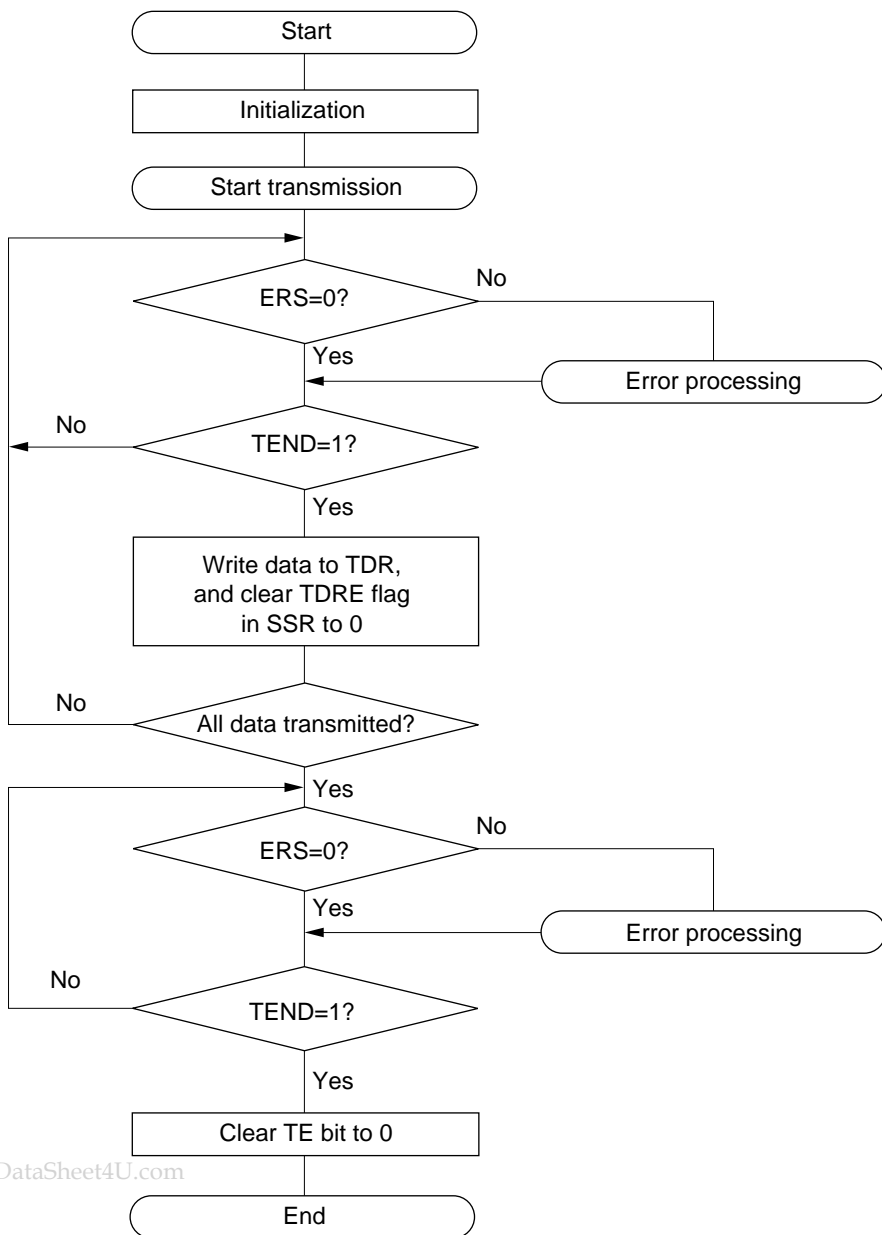 Start
Initialization
Start transmission
ERS=0?
No
Yes
Error processing
No
TEND=1?
Yes
Write data to TDR,
and clear TDRE flag
in SSR to 0
No
All data transmitted?
Yes
ERS=0?
No
Yes
Error processing
No
TEND=1?
Yes
Clear TE bit to 0
DataSheet4U.com
End